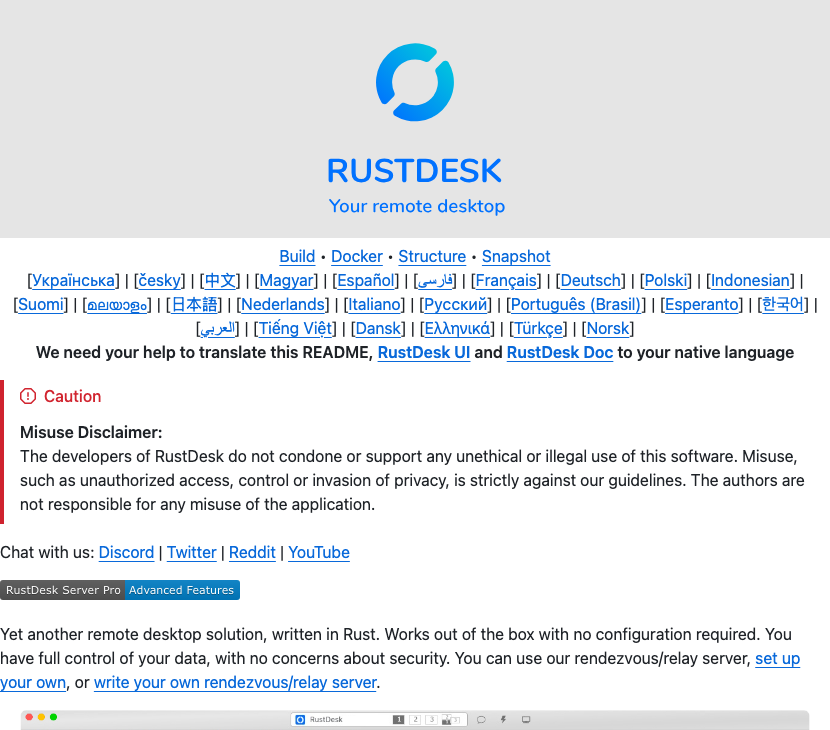 RUSTDESK
Your remote desktop
Build • Docker • Structure • Snapshot
[Українська] | [česky] | [中文] | [Magyar] | [Español] | [فارسی] | [Français] | [Deutsch] | [Polski] | [Indonesian] |
[Suomi] | [മലയാളം] | [日本語] | [Nederlands] | [Italiano] | [Русский] | [Português (Brasil)] | [Esperanto] | [한국어] |
[العربي] | [Tiếng Việt] | [Dansk] | [Ελληνικά] | [Türkçe] | [Norsk]
We need your help to translate this README, RustDesk UI and RustDesk Doc to your native language
Caution
Misuse Disclaimer:
The developers of RustDesk do not condone or support any unethical or illegal use of this software. Misuse,
such as unauthorized access, control or invasion of privacy, is strictly against our guidelines. The authors are
not responsible for any misuse of the application.
Chat with us: Discord | Twitter | Reddit | YouTube
RustDesk Server Pro Advanced Features
Yet another remote desktop solution, written in Rust. Works out of the box with no configuration required. You
have full control of your data, with no concerns about security. You can use our rendezvous/relay server, set up
your own, or write your own rendezvous/relay server.
RustDesk 1 2 3